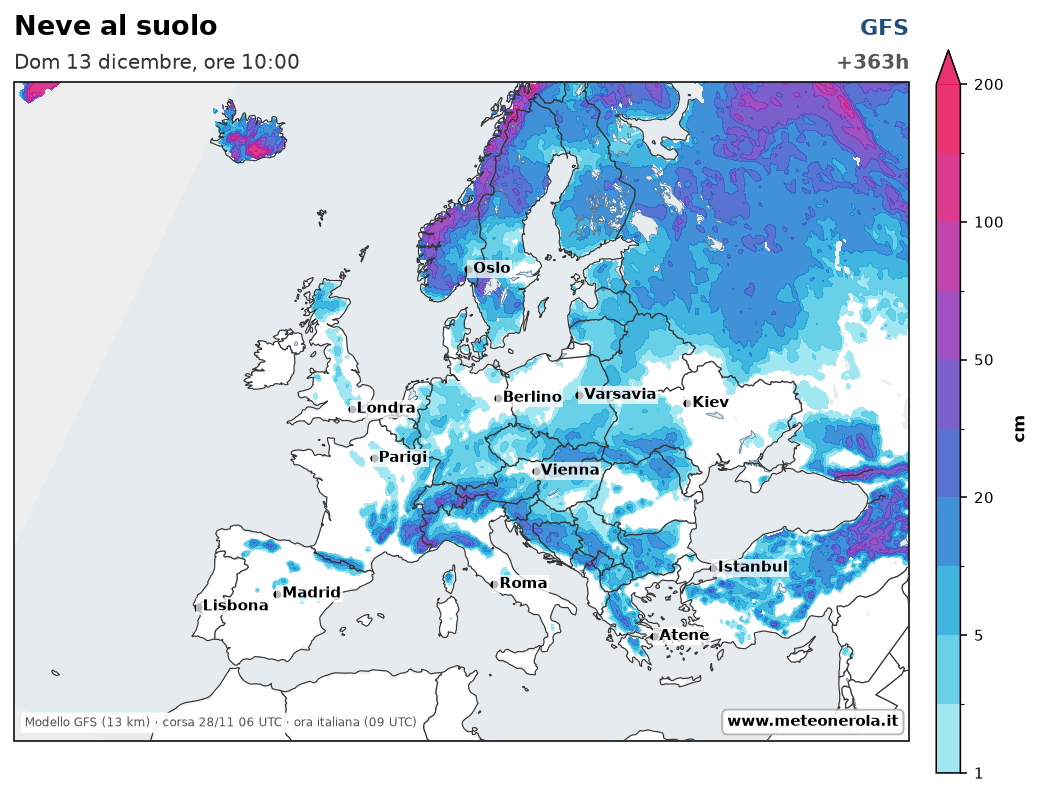 Neve al suolo
GFS
Dom 13 dicembre, ore 10:00
+363h
200
100
50
20
5
1
cm
Oslo
Londra
Berlino
Varsavia
Kiev
Parigi
Vienna
Istanbul
Roma
Madrid
Lisbona
Atene
Modello GFS (13 km) · corsa 28/11 06 UTC · ora italiana (09 UTC)
www.meteonerola.it